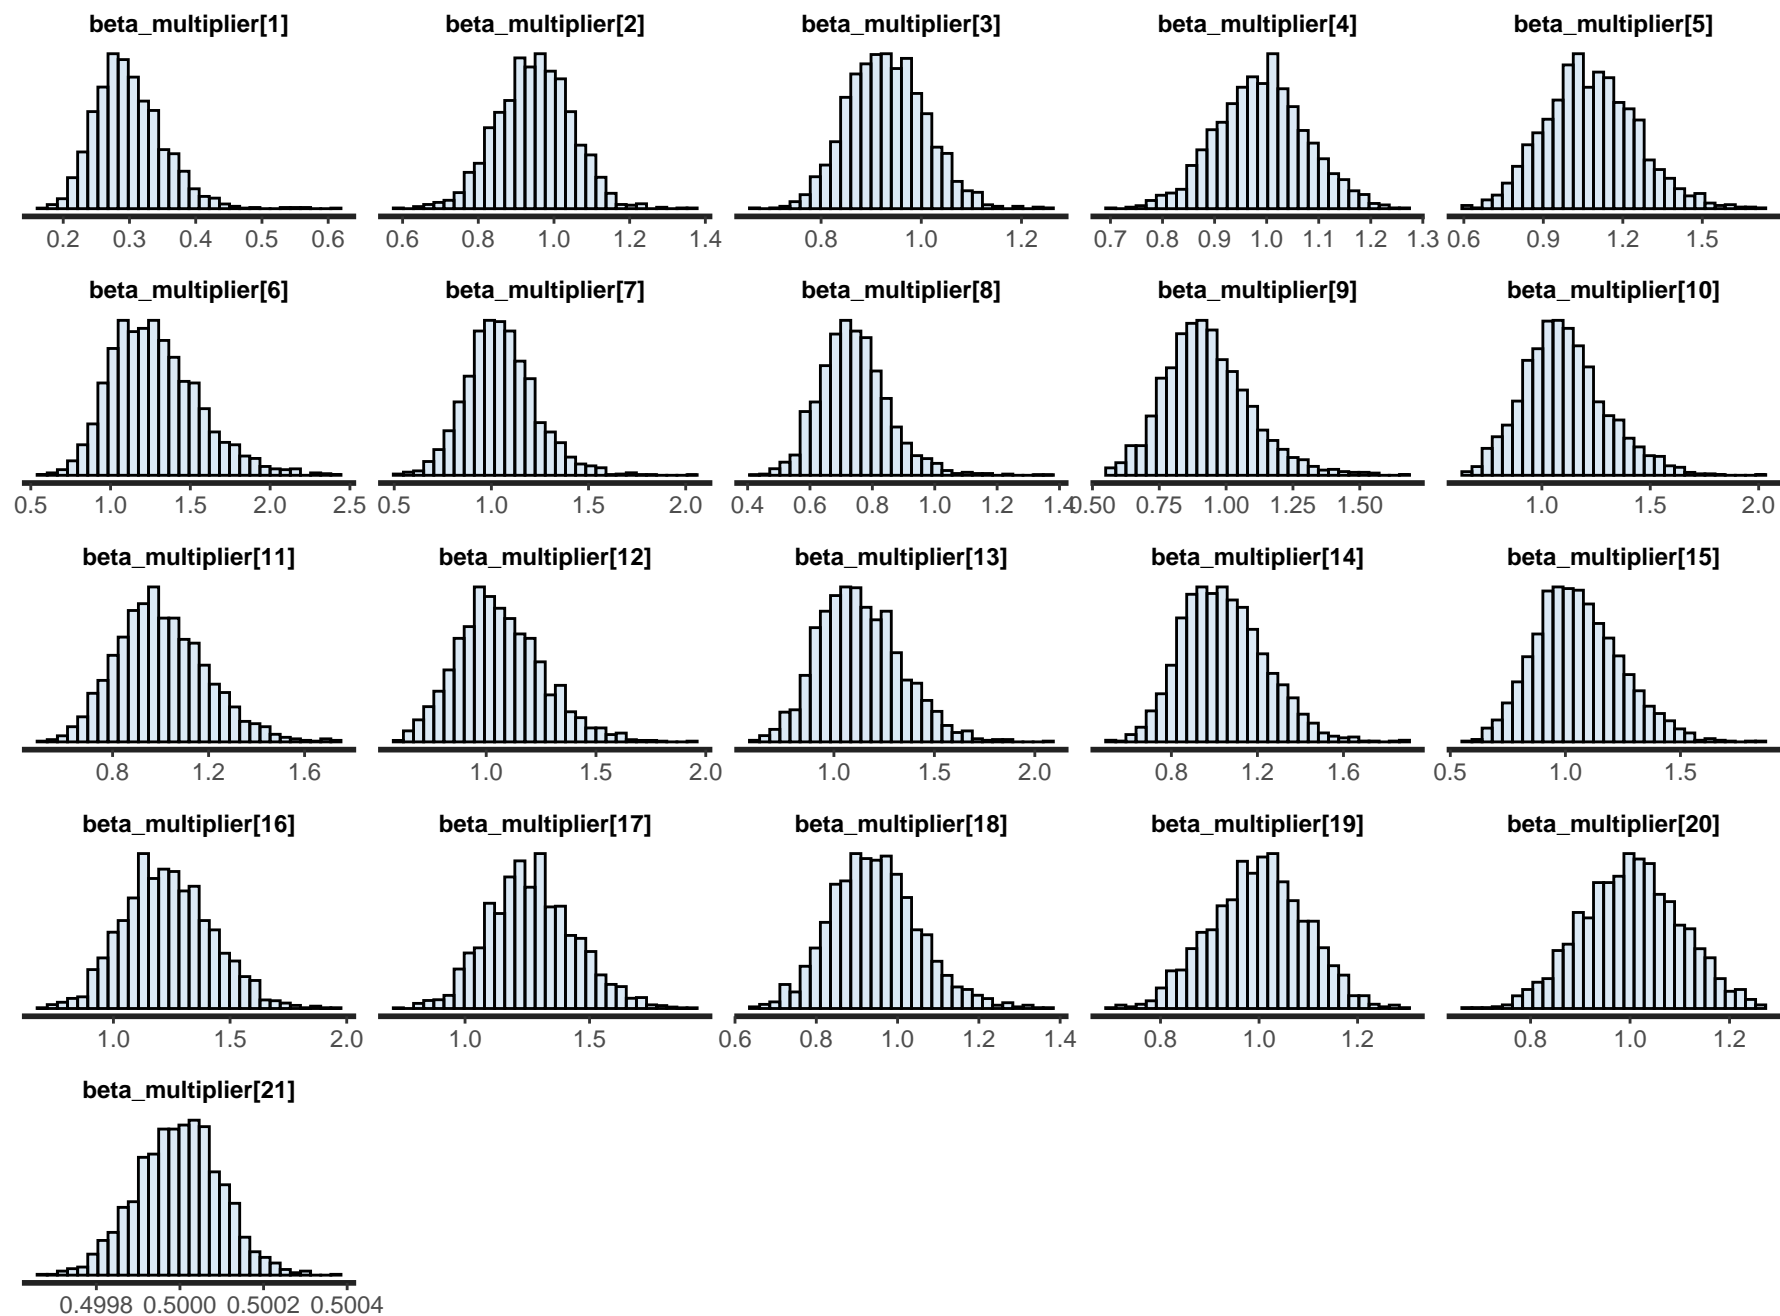 beta_multiplier[1] beta_multiplier[2] beta_multiplier[3] beta_multiplier[4] beta_multiplier[5]
0.2 0.3 0.4 0.5 0.6 0.6 0.8 1.0 1.2 1.4 0.8 1.0 1.2 0.7 0.8 0.9 1.0 1.1 1.2 1.3 0.6 0.9 1.2 1.5
beta_multiplier[6] beta_multiplier[7] beta_multiplier[8] beta_multiplier[9] beta_multiplier[10]
0.5 1.0 1.5 2.0 2.5 0.5 1.0 1.5 2.0 0.4 0.6 0.8 1.0 1.2 1.4 0.50 0.75 1.00 1.25 1.50 1.0 1.5 2.0
beta_multiplier[11] beta_multiplier[12] beta_multiplier[13] beta_multiplier[14] beta_multiplier[15]
0.8 1.2 1.6 1.0 1.5 2.0 1.0 1.5 2.0 0.8 1.2 1.6 0.5 1.0 1.5
beta_multiplier[16] beta_multiplier[17] beta_multiplier[18] beta_multiplier[19] beta_multiplier[20]
1.0 1.5 2.0 1.0 1.5 0.6 0.8 1.0 1.2 1.4 0.8 1.0 1.2 0.8 1.0 1.2
beta_multiplier[21]
0.4998 0.5000 0.5002 0.5004